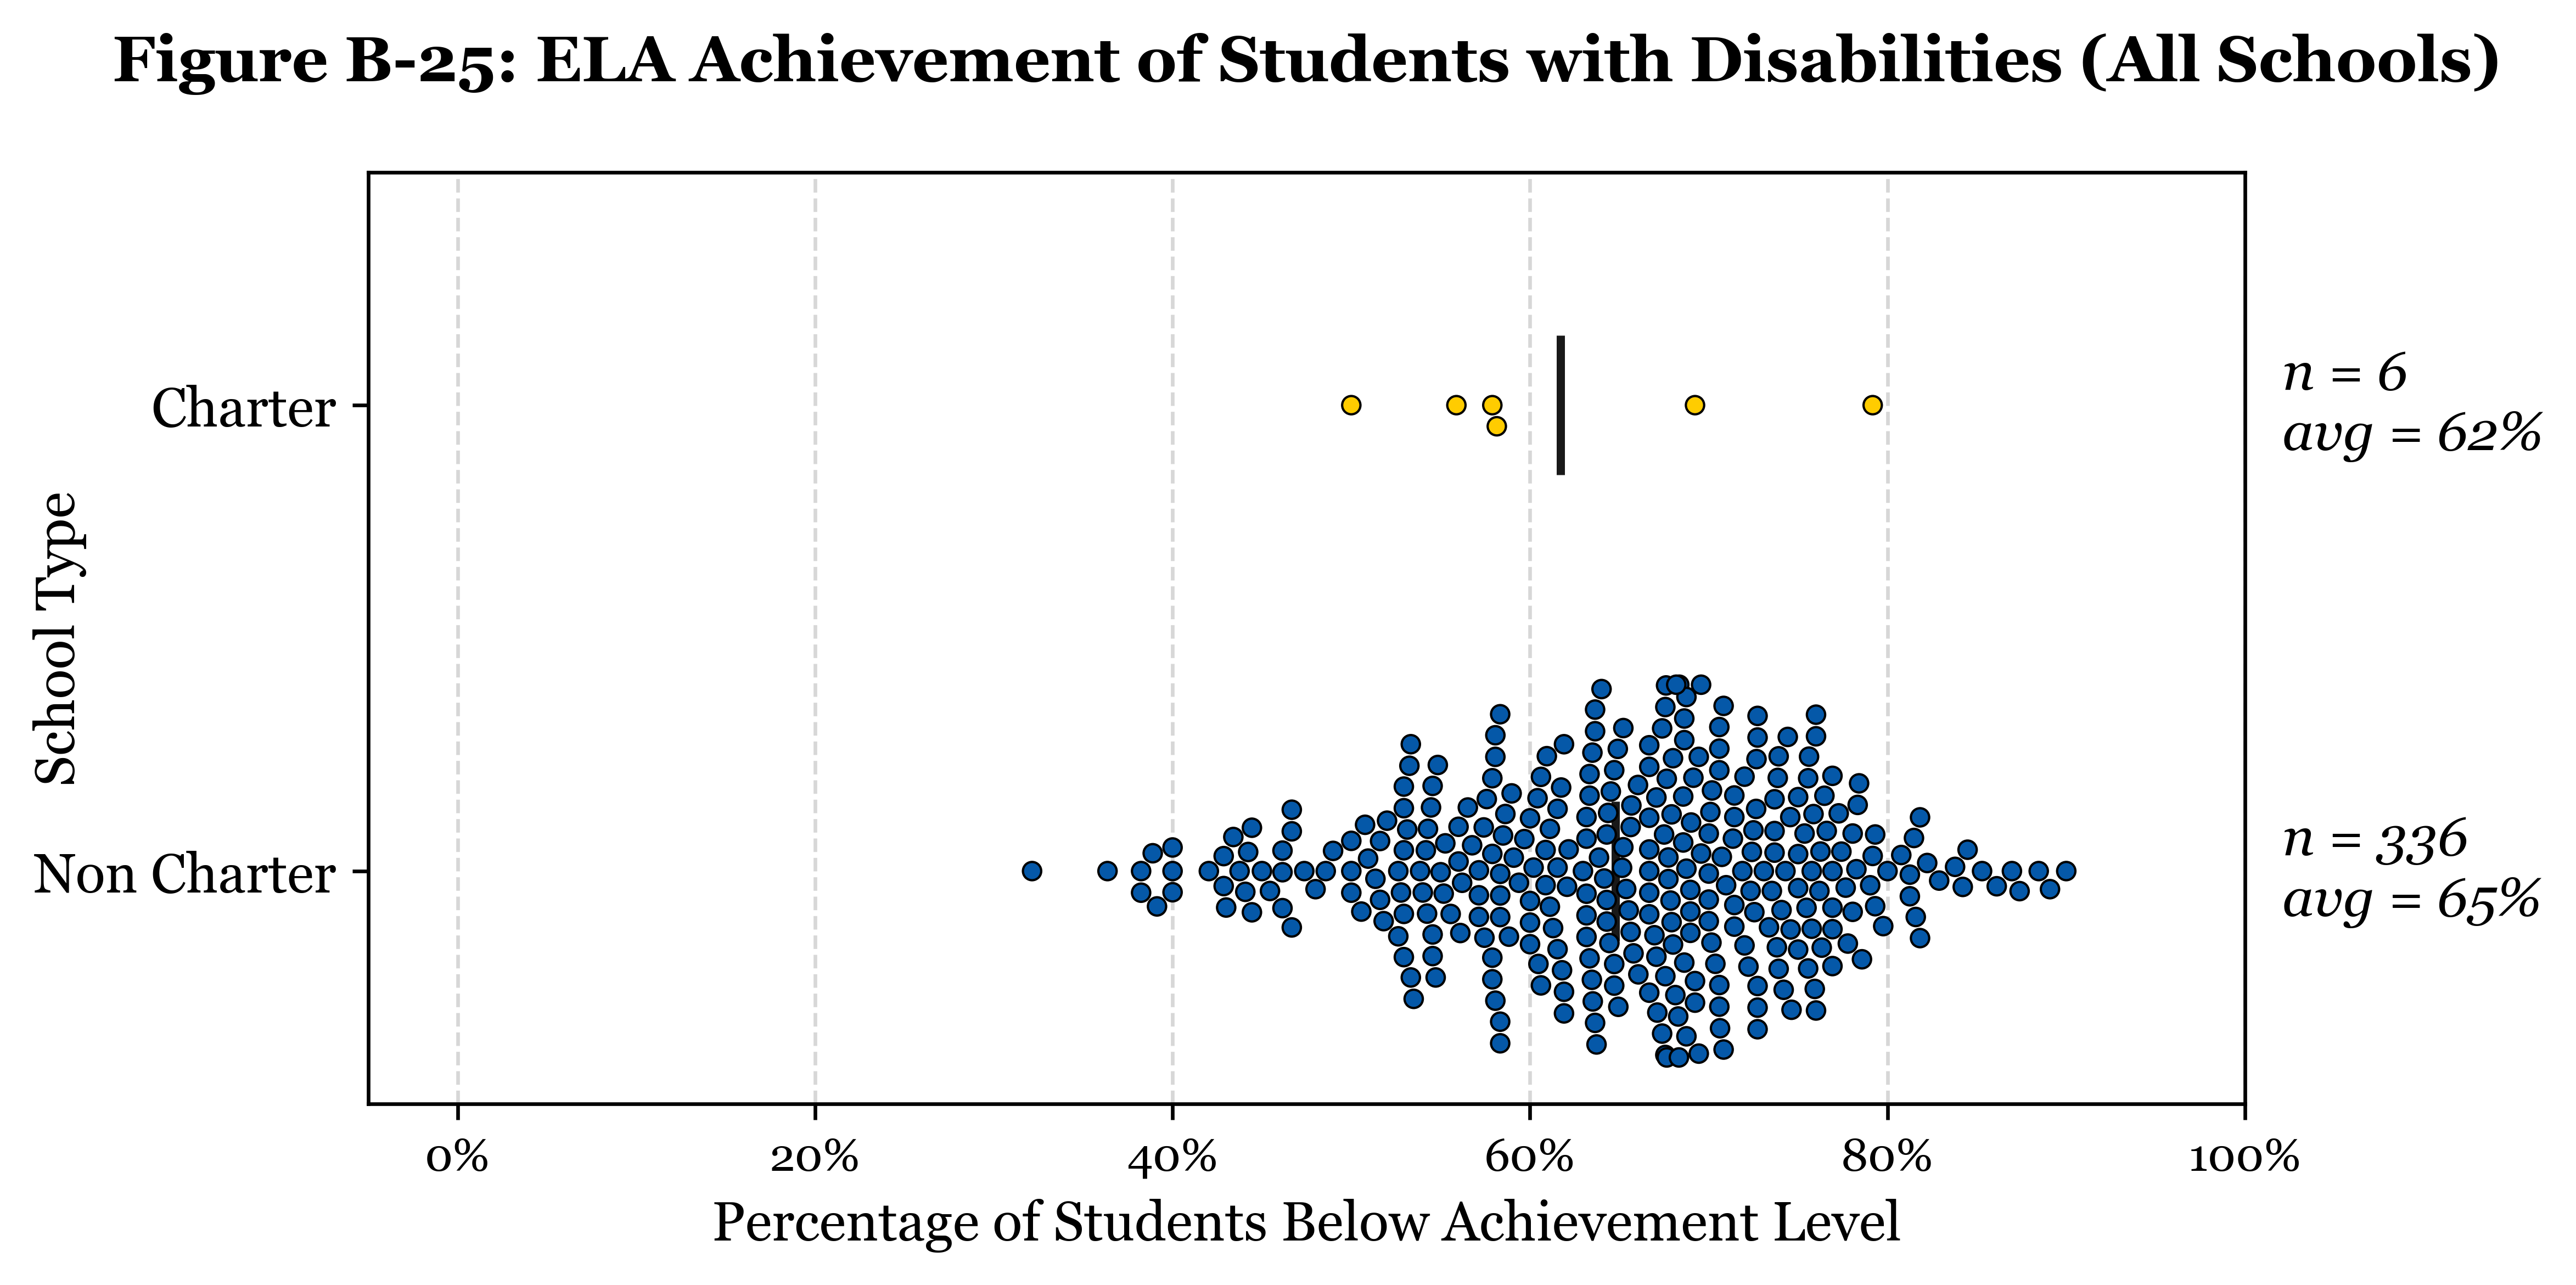 Figure B-25: ELA Achievement of Students with Disabilities (All Schools)
School Type
Charter
n = 6
avg = 62%
Non Charter
n = 336
avg = 65%
0% 20% 40% 60% 80% 100%
Percentage of Students Below Achievement Level